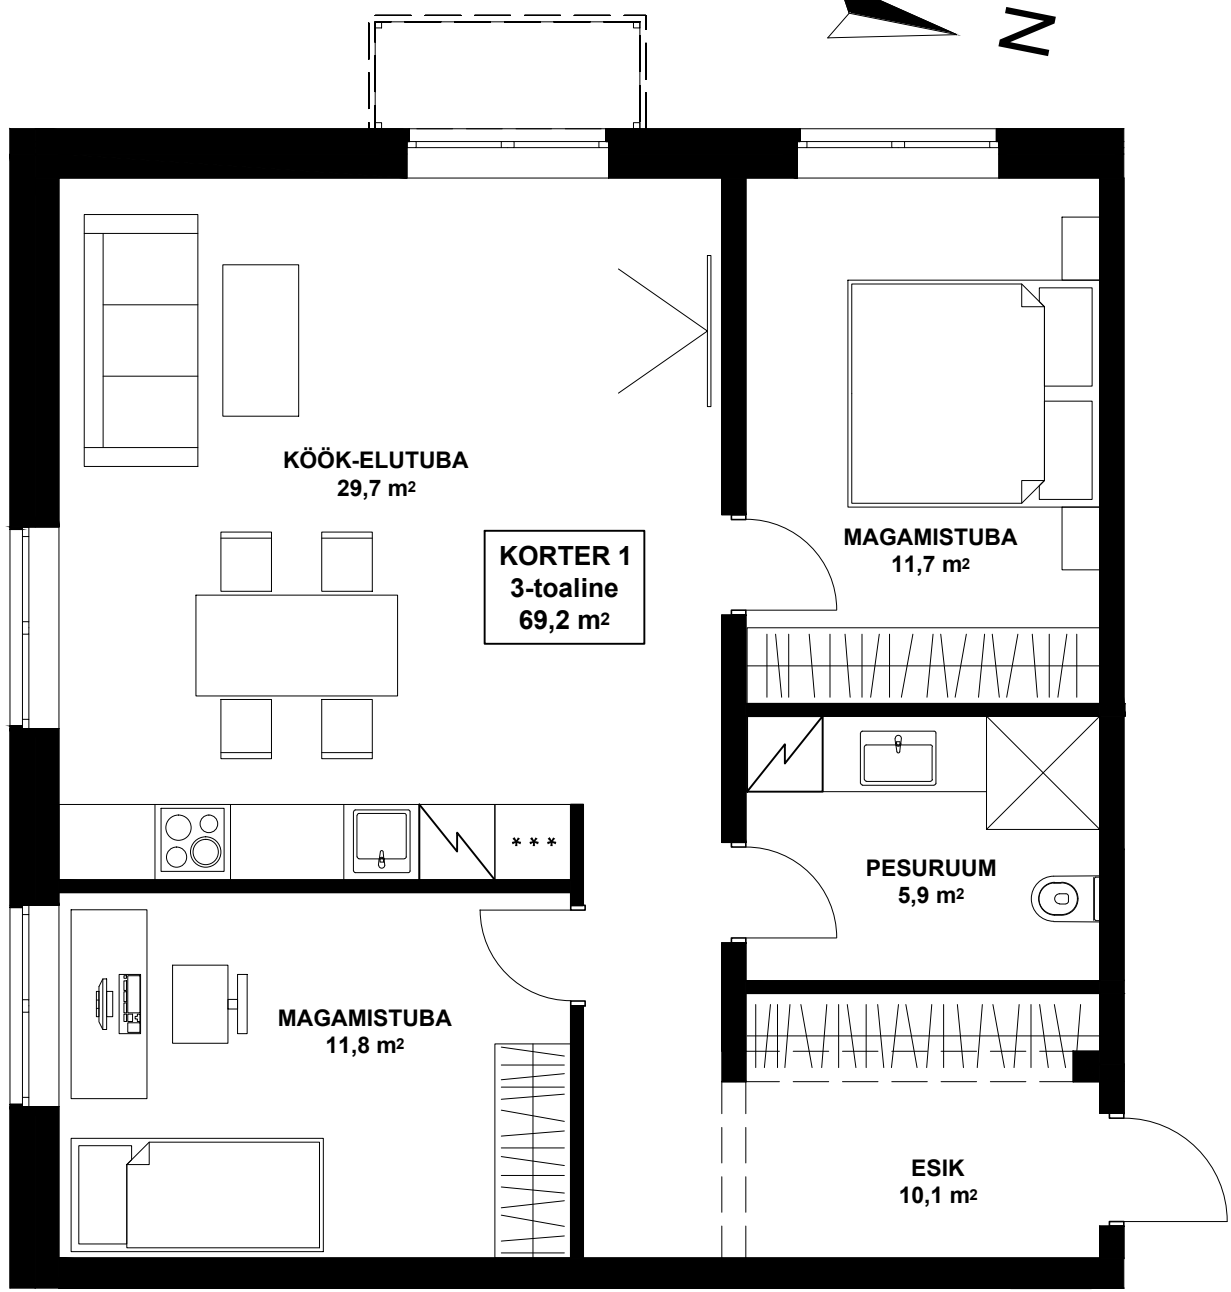 N
KÖÖK-ELUTUBA
29,7 m²
KORTER 1
3-toaline
69,2 m²
MAGAMISTUBA
11,7 m²
***
PESURUUM
5,9 m²
MAGAMISTUBA
11,8 m²
ESIK
10,1 m²